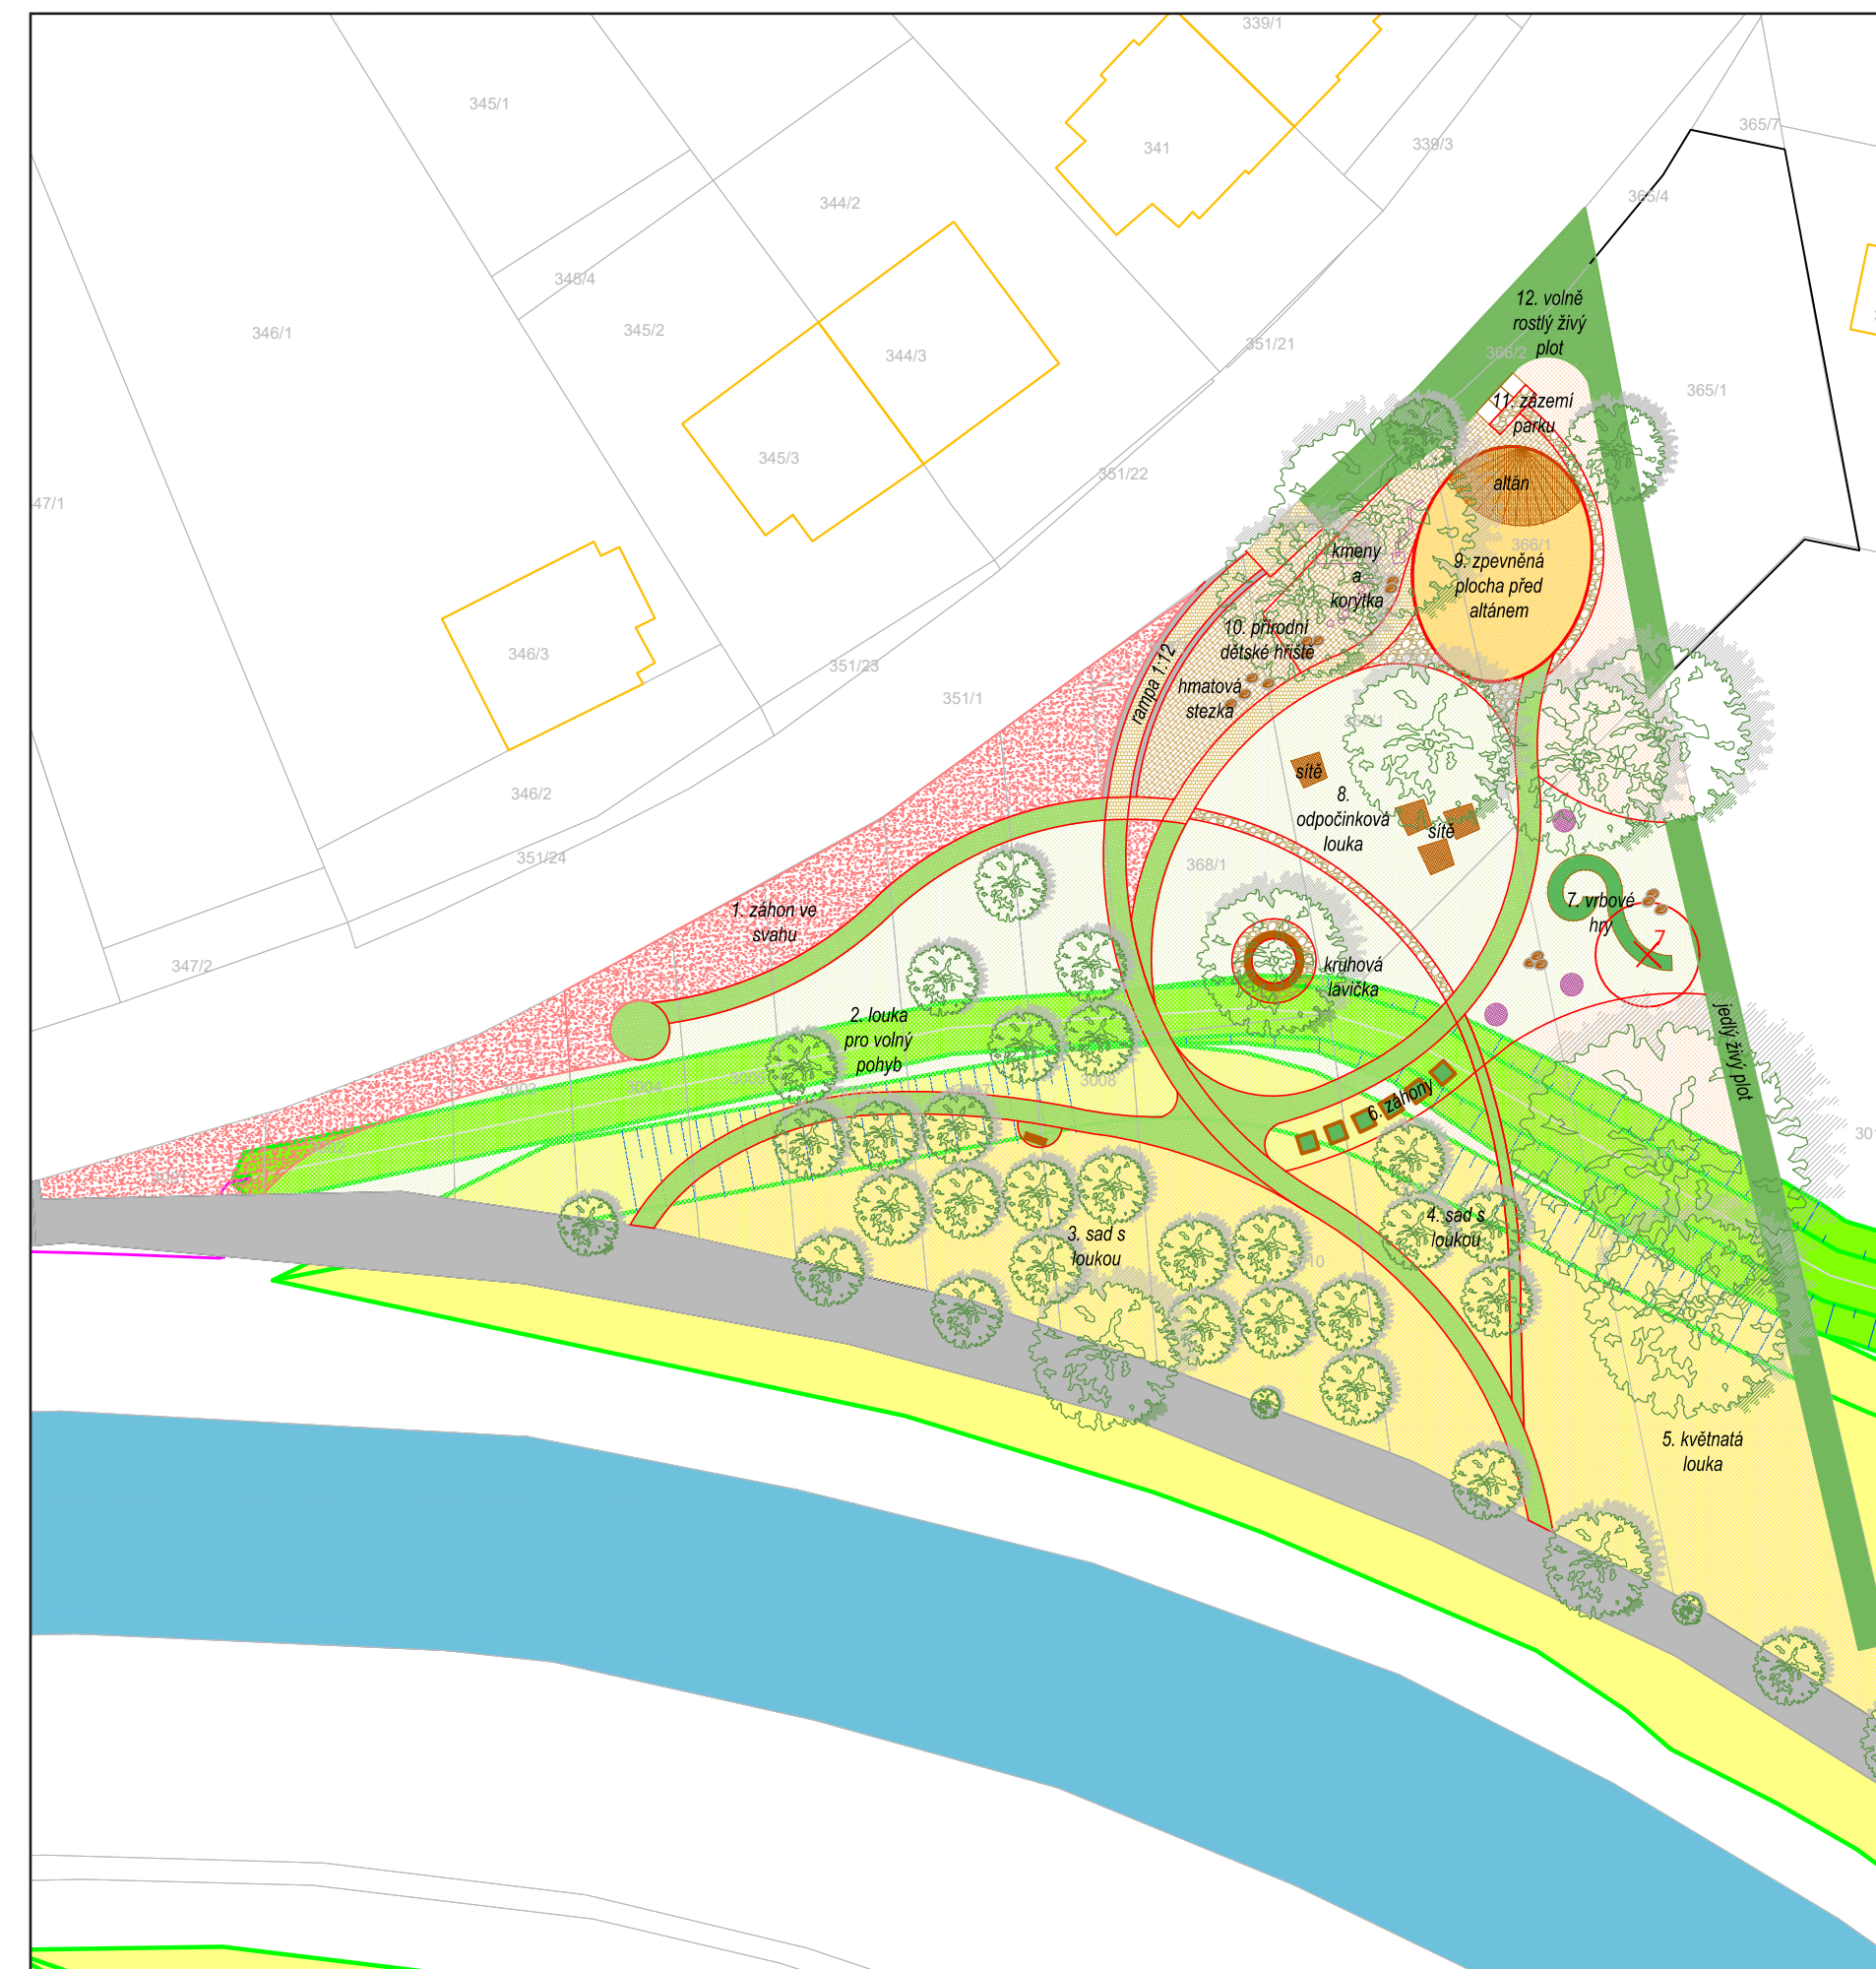 339/1
345/1
365/7
341
339/3
344/2
365/4
345/4
12. volně
rostlý živý
plot
346/1
345/2
351/21
344/3
366/2
365/1
11. zázemí
parku
345/3
351/22
altán
47/1
366/1
9. zpevněná
plocha před
altánem
kmeny
a
korýtka
10. přírodní
dětské hřiště
346/3
351/23
rampa 1:12
hmatová
stezka
351/1
sítě
346/2
8.
odpočinková
louka
sítě
351/24
368/1
7. vrbové
hry
1. záhon ve
svahu
7
347/2
kruhová
lavička
2. louka
pro volný
pohyb
jedlý živý plot
3003
3004
3008
6. záhony
301
3. sad s
loukou
4. sad s
loukou
5. květnatá
louka